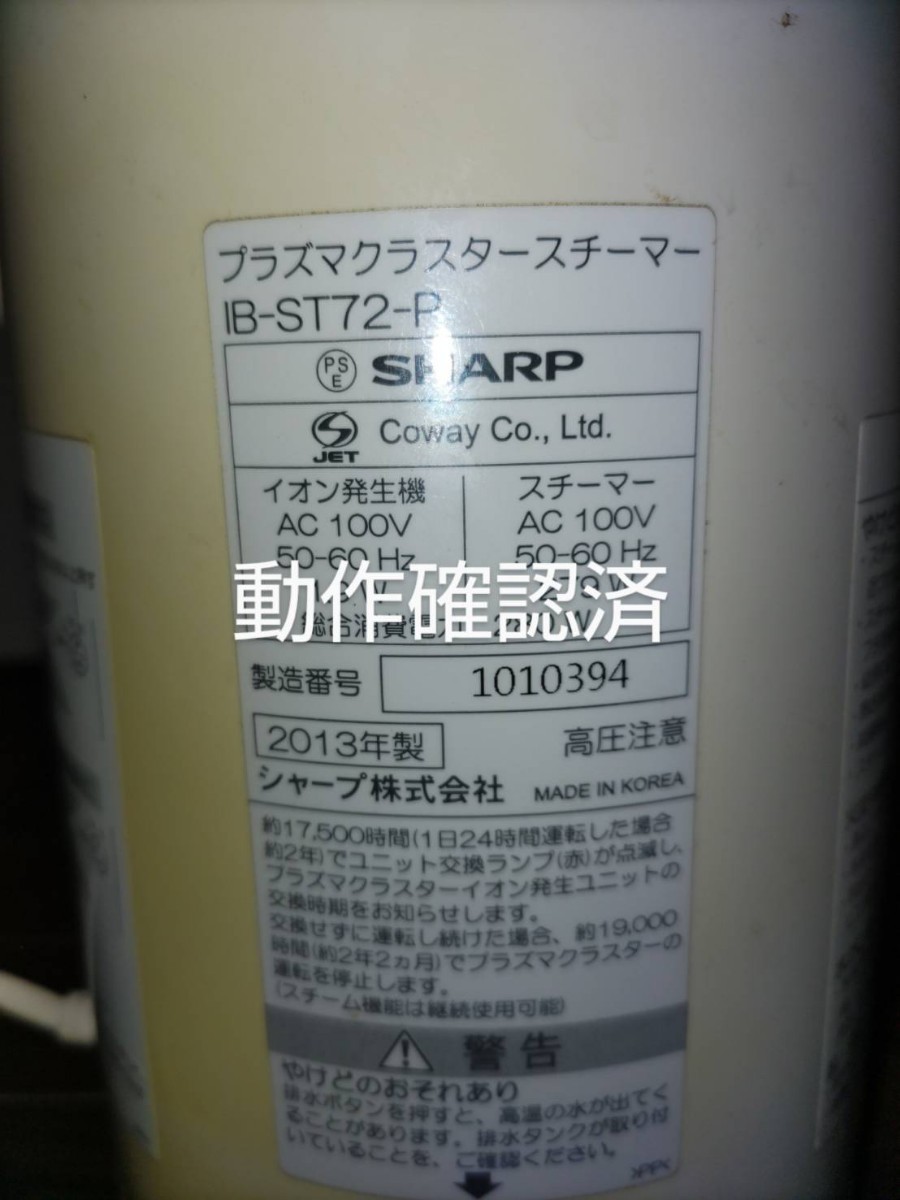 プラズマクラスタースチーマー
IB-ST72-P
PS
E
SHARP
JET
Coway Co., Ltd.
イオン発生機
AC 100V
50-60 Hz
スチーマー
AC 100V
50-60 Hz
動作確認済
総合消費電力
製造番号
1010394
2013年製
高圧注意
シャープ株式会社
MADE IN KOREA
約17,500時間(1日24時間運転した場合
約2年)でユニット交換ランプ(赤)が点滅し、
プラズマクラスターイオン発生ユニットの
交換時期をお知らせします。
交換せずに運転し続けた場合、約19,000
時間(約2年2ヵ月)でプラズマクラスターの
運転を停止します。
(スチーム機能は継続使用可能)
警告
やけどのおそれあり
排水ボタンを押すと、高温の水が出てく
ることがあります。排水タンクが取り付
いていることを、ご確認ください。
>PP<